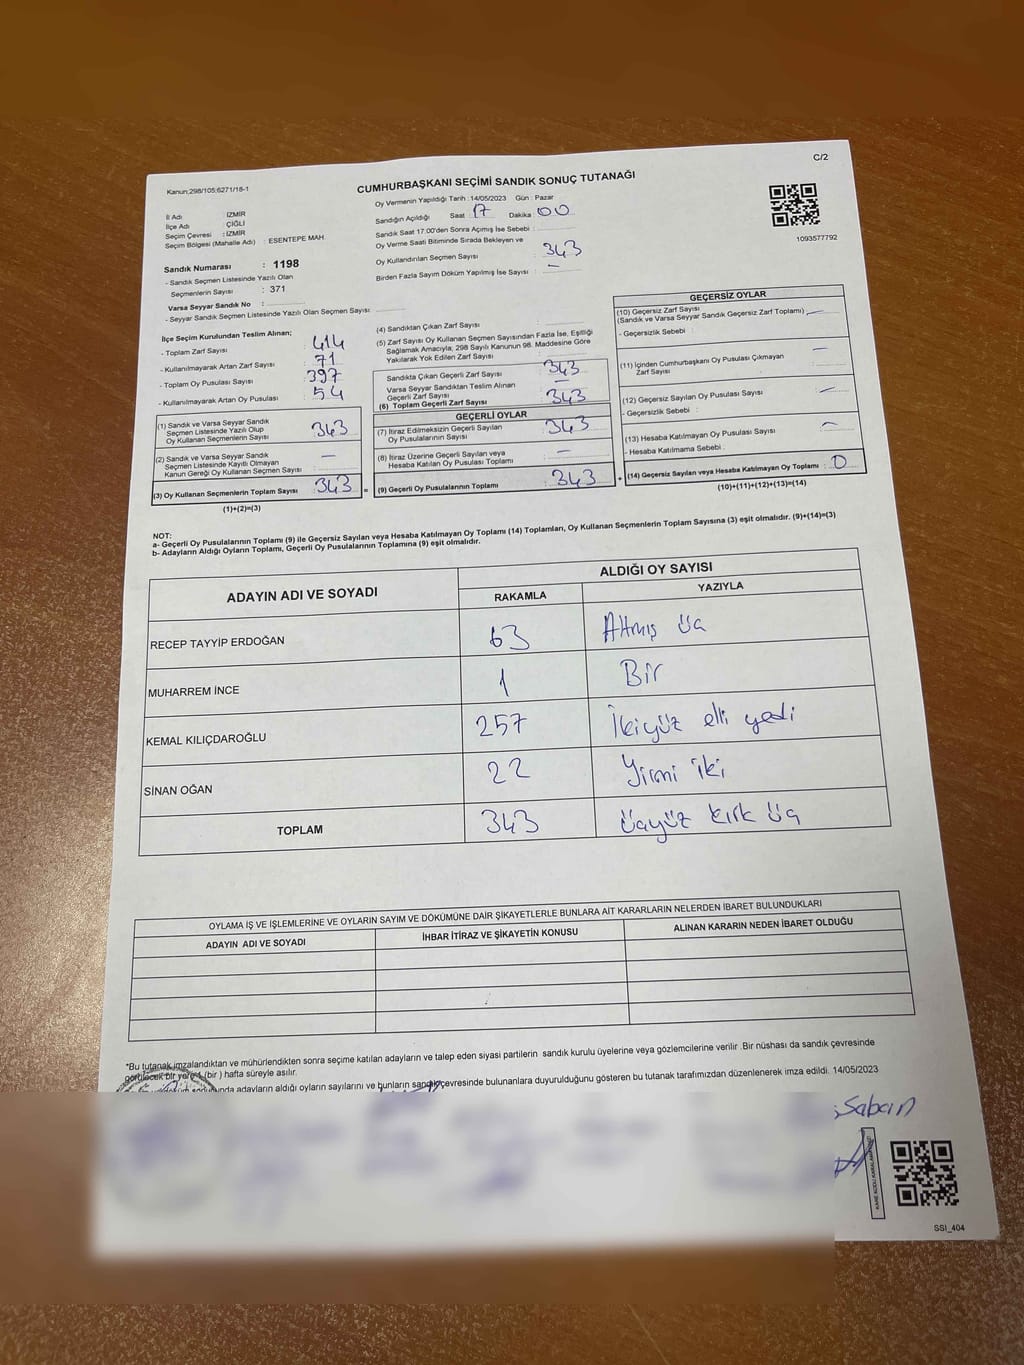 C/2
Kanun,298/105;6271/18-1
CUMHURBAŞKANI SEÇİMİ SANDIK SONUÇ TUTANAĞI
İl Adı : İZMİR
İlçe Adı : ÇİĞLİ
Seçim Çevresi : İZMİR
Seçim Bölgesi (Mahalle Adı) : ESENTEPE MAH.
Sandık Numarası : 1198
- Sandık Seçmen Listesinde Yazılı Olan
Seçmenlerin Sayısı : 371
Varsa Seyyar Sandık No :
- Seyyar Sandık Seçmen Listesinde Yazılı Olan Seçmen Sayısı:
Oy Vermenin Yapıldığı Tarih :14/05/2023 Gün : Pazar
Sandığın Açıldığı Saat 17 Dakika 00
Sandık Saat 17:00'den Sonra Açımış İse Sebebi :
Oy Verme Saati Bitiminde Sırada Bekleyen ve
Oy Kullandırılan Seçmen Sayısı : 343
Birden Fazla Sayım Döküm Yapılmış İse Sayısı : —
1093577792
İlçe Seçim Kurulundan Teslim Alınan;
- Toplam Zarf Sayısı : 414
- Kullanılmayarak Artan Zarf Sayısı : 71
- Toplam Oy Pusulası Sayısı : 397
- Kullanılmayarak Artan Oy Pusulası : 54
(1) Sandık ve Varsa Seyyar Sandık
Seçmen Listesinde Yazılı Olup
Oy Kullanan Seçmenlerin Sayısı : 343
(2) Sandık ve Varsa Seyyar Sandık
Seçmen Listesinde Kayıtlı Olmayan
Kanun Gereği Oy Kullanan Seçmen Sayısı : —
(3) Oy Kullanan Seçmenlerin Toplam Sayısı : 343 =
(1)+(2)=(3)
(4) Sandıktan Çıkan Zarf Sayısı :
(5) Zarf Sayısı Oy Kullanan Seçmen Sayısından Fazla İse, Eşitliği
Sağlamak Amacıyla; 298 Sayılı Kanunun 98. Maddesine Göre
Yakılarak Yok Edilen Zarf Sayısı :
Sandıkta Çıkan Geçerli Zarf Sayısı : 343
Varsa Seyyar Sandıktan Teslim Alınan
Geçerli Zarf Sayısı : —
(6) Toplam Geçerli Zarf Sayısı : 343
GEÇERLİ OYLAR
(7) İtiraz Edilmeksizin Geçerli Sayılan
Oy Pusulalarının Sayısı : 343
(8) İtiraz Üzerine Geçerli Sayılan veya
Hesaba Katılan Oy Pusulası Toplamı : —
(9) Geçerli Oy Pusulalarının Toplamı : 343 +
GEÇERSİZ OYLAR
(10) Geçersiz Zarf Sayısı
(Sandık ve Varsa Seyyar Sandık Geçersiz Zarf Toplamı) : —
- Geçersizlik Sebebi :
(11) İçinden Cumhurbaşkanı Oy Pusulası Çıkmayan
Zarf Sayısı : —
(12) Geçersiz Sayılan Oy Pusulası Sayısı : —
- Geçersizlik Sebebi :
(13) Hesaba Katılmayan Oy Pusulası Sayısı : —
- Hesaba Katılmama Sebebi :
(14) Geçersiz Sayılan veya Hesaba Katılmayan Oy Toplamı : 0
(10)+(11)+(12)+(13)=(14)
NOT:
a- Geçerli Oy Pusulalarının Toplamı (9) ile Geçersiz Sayılan veya Hesaba Katılmayan Oy Toplamı (14) Toplamları, Oy Kullanan Seçmenlerin Toplam Sayısına (3) eşit olmalıdır. (9)+(14)=(3)
b- Adayların Aldığı Oyların Toplamı, Geçerli Oy Pusulalarının Toplamına (9) eşit olmalıdır.
ADAYIN ADI VE SOYADI ALDIĞI OY SAYISI
RAKAMLA YAZIYLA
RECEP TAYYİP ERDOĞAN 63 Altmış üç
MUHARREM İNCE 1 Bir
KEMAL KILIÇDAROĞLU 257 İkiyüz elli yedi
SİNAN OĞAN 22 Yirmi iki
TOPLAM 343 üçyüz kırk üç
OYLAMA İŞ VE İŞLEMLERİNE VE OYLARIN SAYIM VE DÖKÜMÜNE DAİR ŞİKAYETLERLE BUNLARA AİT KARARLARIN NELERDEN İBARET BULUNDUKLARI
ADAYIN ADI VE SOYADI İHBAR İTİRAZ VE ŞİKAYETİN KONUSU ALINAN KARARIN NEDEN İBARET OLDUĞU
*Bu tutanak imzalandıktan ve mühürlendikten sonra seçime katılan adayların ve talep eden siyasi partilerin sandık kurulu üyelerine veya gözlemcilerine verilir .Bir nüshası da sandık çevresinde
görülecek bir yere 1 (bir ) hafta süreyle asılır.
adayların aldığı oyların sayılarını ve bunların sandık çevresinde bulunanlara duyurulduğunu gösteren bu tutanak tarafımızdan düzenlenerek imza edildi. 14/05/2023
Saban
SSI_404